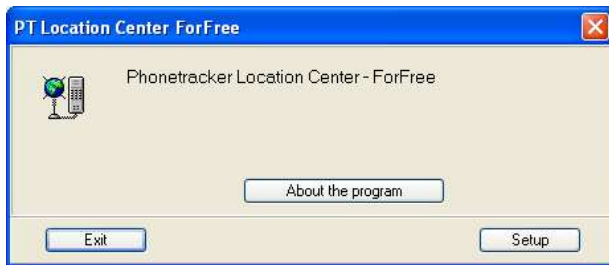 PT Location Center ForFree
Phonetracker Location Center - ForFree
About the program
Exit
Setup